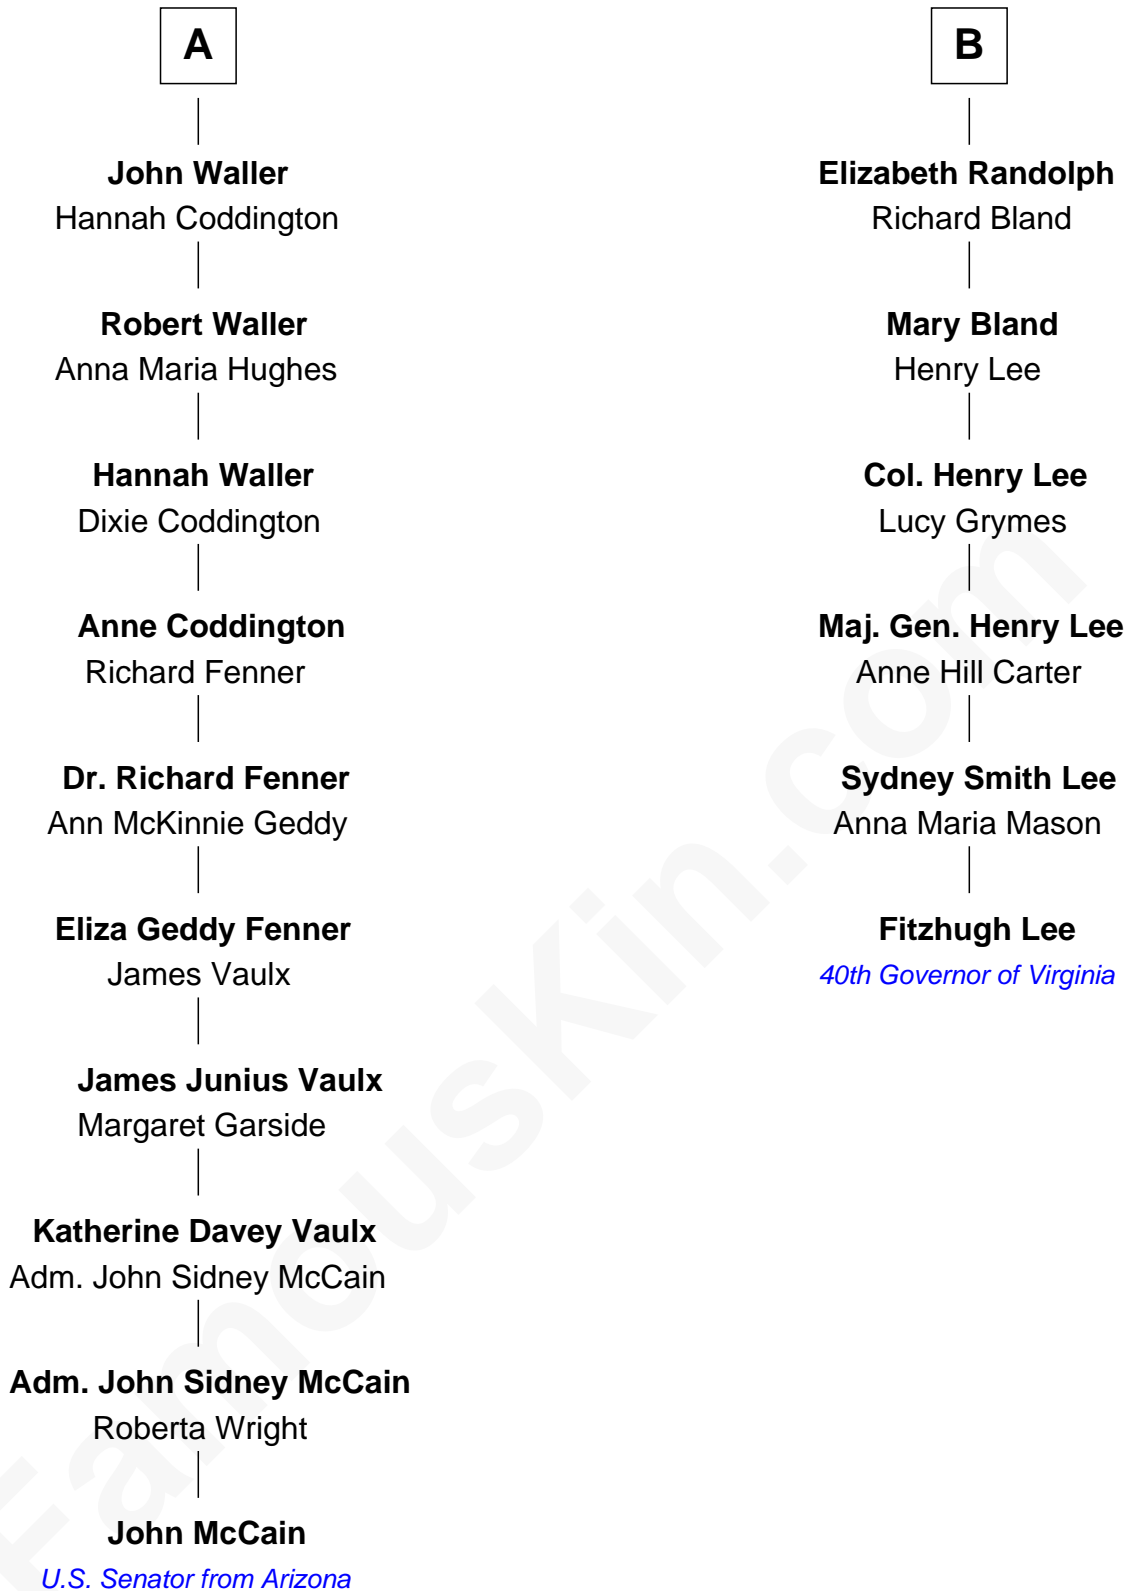 A
John Waller
Hannah Coddington
Robert Waller
Anna Maria Hughes
Hannah Waller
Dixie Coddington
Anne Coddington
Richard Fenner
Dr. Richard Fenner
Ann McKinnie Geddy
Eliza Geddy Fenner
James Vaulx
James Junius Vaulx
Margaret Garside
Katherine Davey Vaulx
Adm. John Sidney McCain
Adm. John Sidney McCain
Roberta Wright
John McCain
U.S. Senator from Arizona
B
Elizabeth Randolph
Richard Bland
Mary Bland
Henry Lee
Col. Henry Lee
Lucy Grymes
Maj. Gen. Henry Lee
Anne Hill Carter
Sydney Smith Lee
Anna Maria Mason
Fitzhugh Lee
40th Governor of Virginia
FamousKin.com